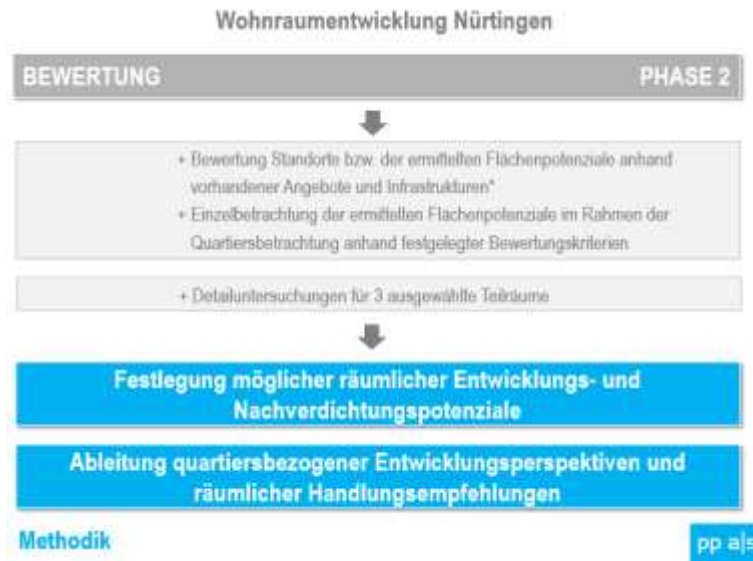 Wohnraumentwicklung Nürtingen
BEWERTUNG PHASE 2
+ Bewertung Standorte bzw. der ermittelten Flächenpotenziale anhand
vorhandener Angebote und Infrastrukturen*
+ Einzelbetrachtung der ermittelten Flächenpotenziale im Rahmen der
Quartiersbetrachtung anhand festgelegter Bewertungskriterien
+ Detailuntersuchungen für 3 ausgewählte Teilräume
Festlegung möglicher räumlicher Entwicklungs- und
Nachverdichtungspotenziale
Ableitung quartiersbezogener Entwicklungsperspektiven und
räumlicher Handlungsempfehlungen
Methodik
pp a|s